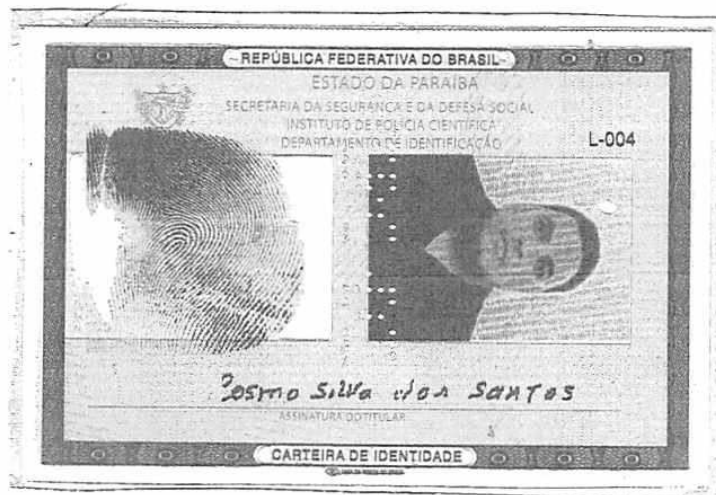 REPÚBLICA FEDERATIVA DO BRASIL
ESTADO DA PARAÍBA
SECRETARIA DA SEGURANÇA E DA DEFESA SOCIAL
INSTITUTO DE POLÍCIA CIENTÍFICA
DEPARTAMENTO DE IDENTIFICAÇÃO
L-004
Cosmo Silva dos Santos
ASSINATURA DO TITULAR
CARTEIRA DE IDENTIDADE